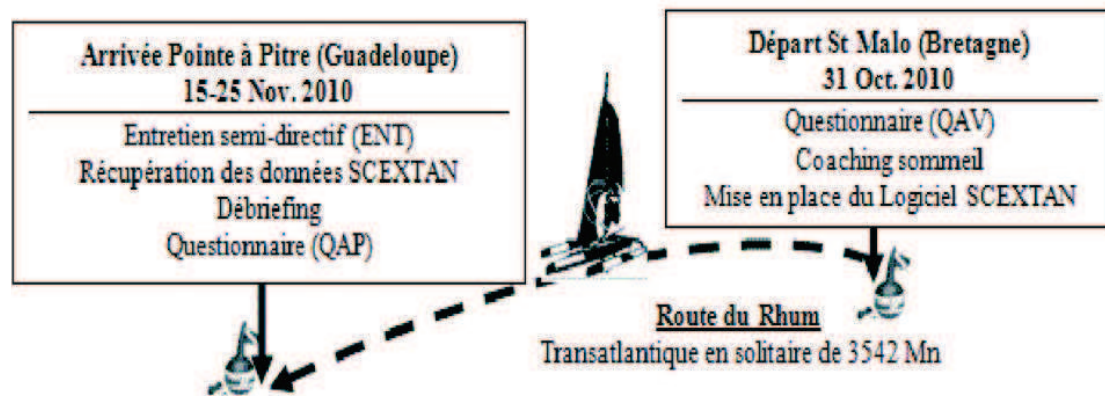 Arrivée Pointe à Pitre (Guadeloupe)
15-25 Nov. 2010
Entretien semi-directif (ENT)
Récupération des données SCEXTAN
Débriefing
Questionnaire (QAP)
Départ St Malo (Bretagne)
31 Oct. 2010
Questionnaire (QAV)
Coaching sommeil
Mise en place du Logiciel SCEXTAN
Route du Rhum
Transatlantique en solitaire de 3542 Mn